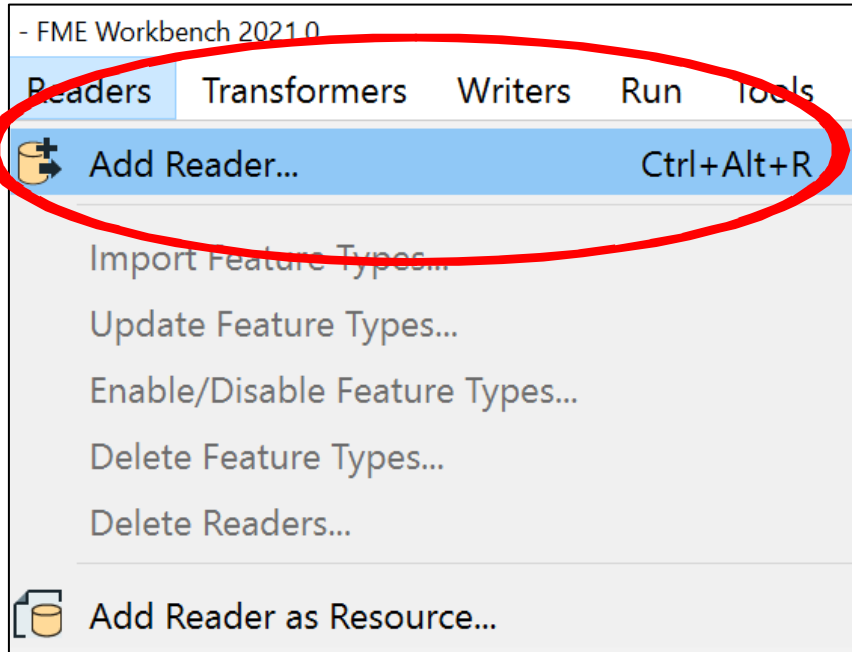 - FME Workbench 2021.0
Readers Transformers Writers Run Tools
Add Reader... Ctrl+Alt+R
Import Feature Types...
Update Feature Types...
Enable/Disable Feature Types...
Delete Feature Types...
Delete Readers...
Add Reader as Resource...